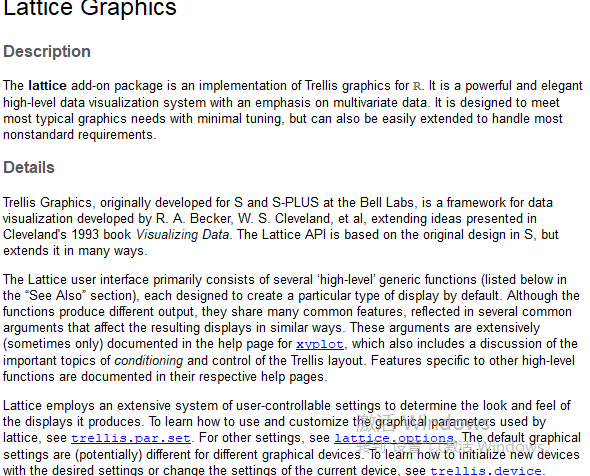 Lattice Graphics
Description
The lattice add-on package is an implementation of Trellis graphics for R. It is a powerful and elegant
high-level data visualization system with an emphasis on multivariate data. It is designed to meet
most typical graphics needs with minimal tuning, but can also be easily extended to handle most
nonstandard requirements.
Details
Trellis Graphics, originally developed for S and S-PLUS at the Bell Labs, is a framework for data
visualization developed by R. A. Becker, W. S. Cleveland, et al, extending ideas presented in
Cleveland's 1993 book Visualizing Data. The Lattice API is based on the original design in S, but
extends it in many ways.
The Lattice user interface primarily consists of several ‘high-level’ generic functions (listed below in
the “See Also” section), each designed to create a particular type of display by default. Although the
functions produce different output, they share many common features, reflected in several common
arguments that affect the resulting displays in similar ways. These arguments are extensively
(sometimes only) documented in the help page for xyplot, which also includes a discussion of the
important topics of conditioning and control of the Trellis layout. Features specific to other high-level
functions are documented in their respective help pages.
Lattice employs an extensive system of user-controllable settings to determine the look and feel of
the displays it produces. To learn how to use and customize the graphical parameters used by
lattice, see trellis.par.set. For other settings, see lattice.options. The default graphical
settings are (potentially) different for different graphical devices. To learn how to initialize new devices
with the desired settings or change the settings of the current device, see trellis.device.
激活 Windows
转到"设置"以激活 Windows。